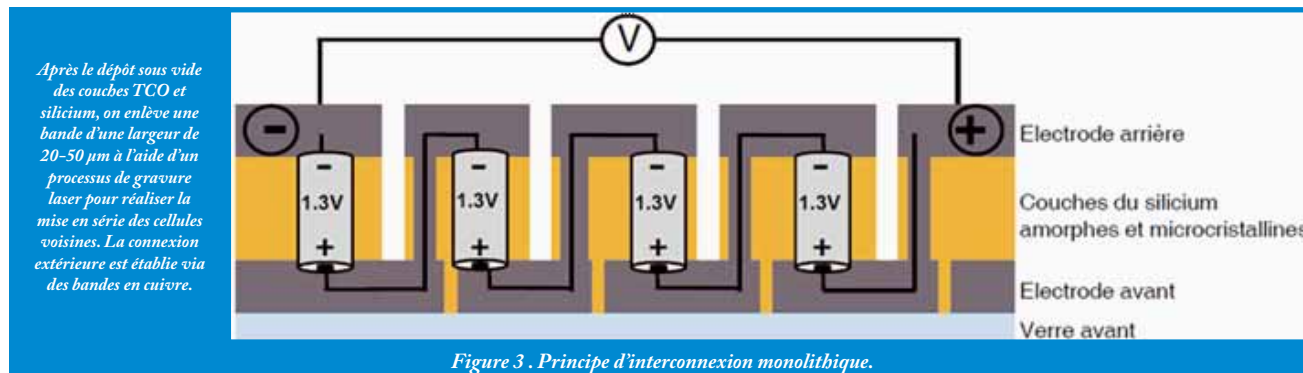 Après le dépôt sous vide
des couches TCO et
silicium, on enlève une
bande d'une largeur de
20-50 µm à l'aide d'un
processus de gravure
laser pour réaliser la
mise en série des cellules
voisines. La connexion
extérieure est établie via
des bandes en cuivre.
V
-
+
Electrode arrière
-
-
-
-
1.3V
1.3V
1.3V
1.3V
+
+
+
+
Couches du silicium
amorphes et microcristallines
Electrode avant
Verre avant
Figure 3 . Principe d'interconnexion monolithique.